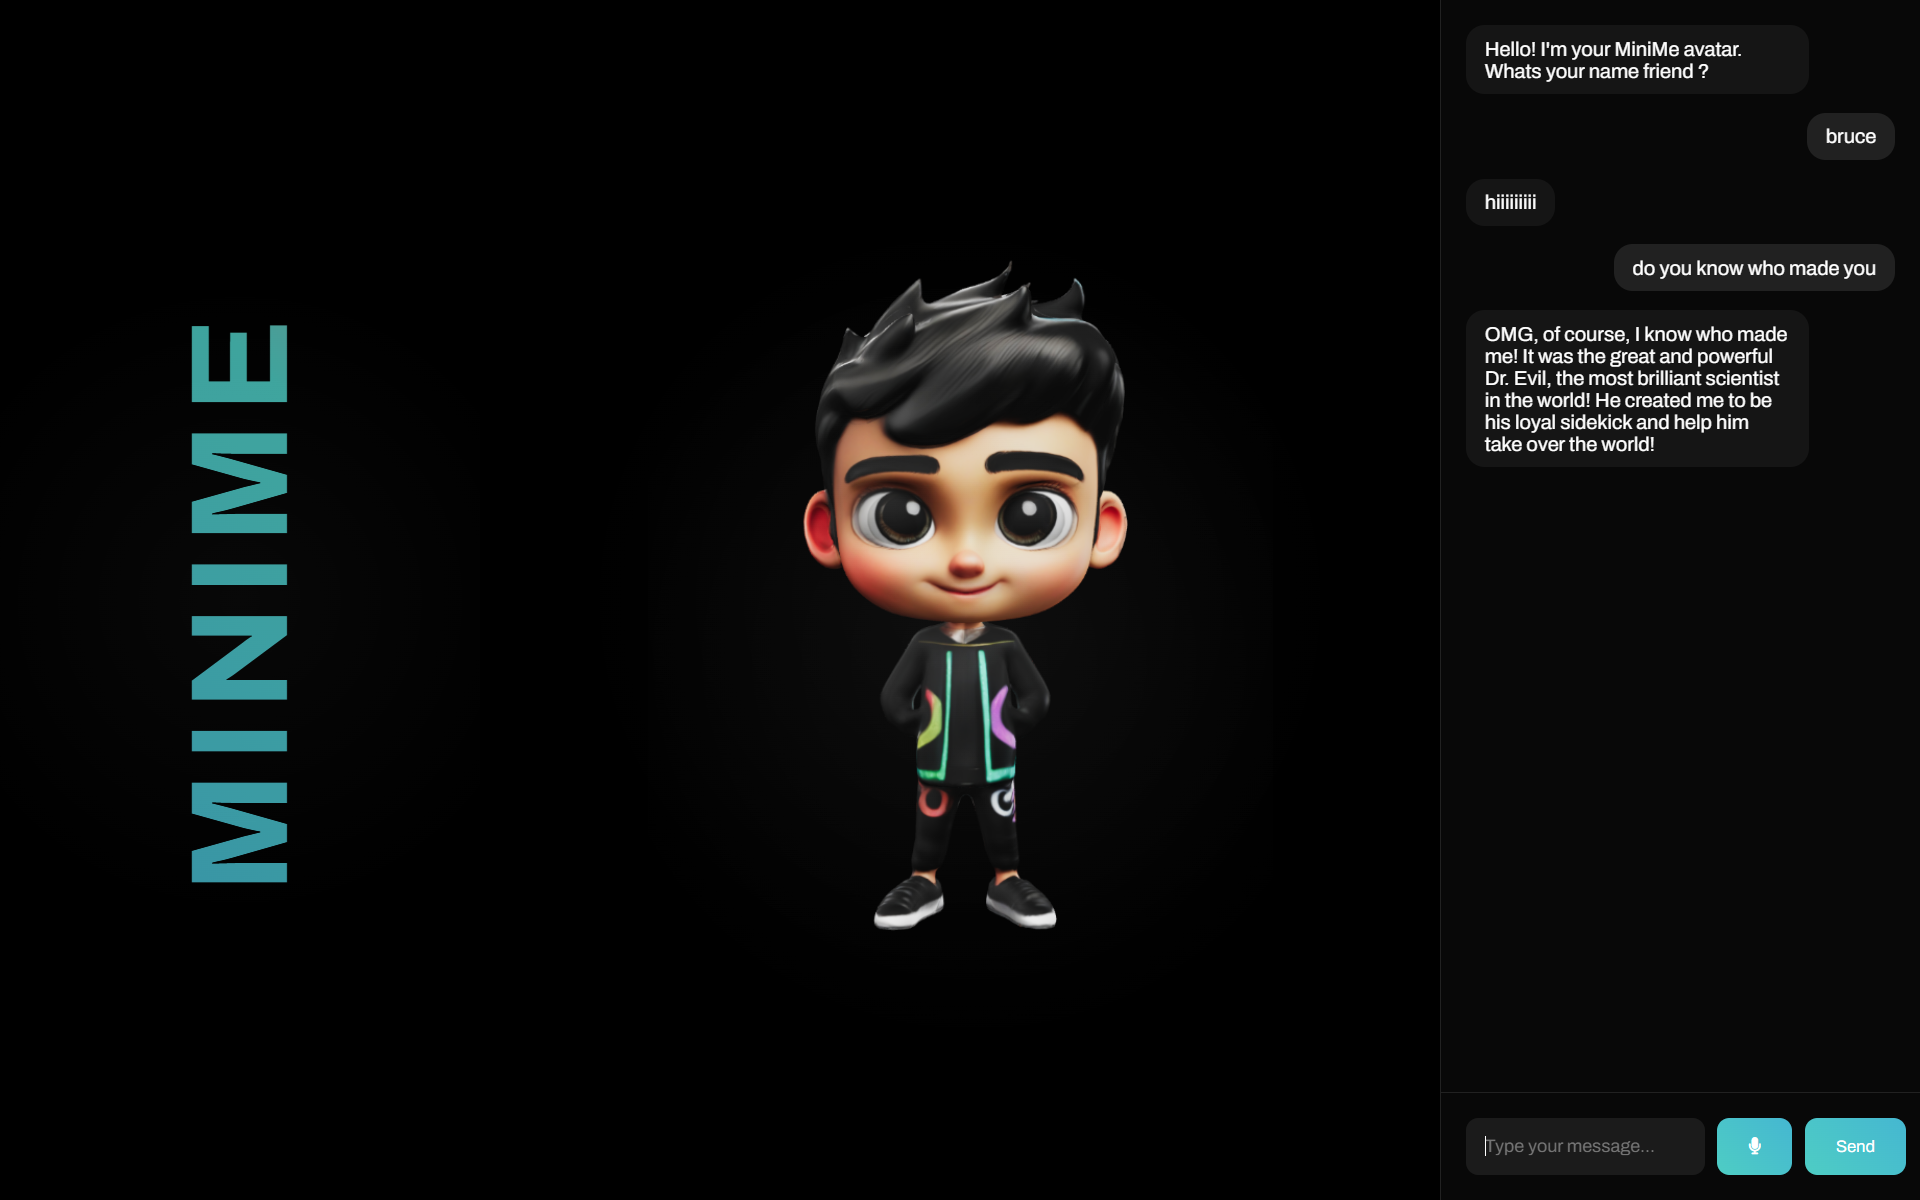 MINIME
Hello! I'm your MiniMe avatar.
Whats your name friend ?
bruce
hiiiiiiiii
do you know who made you
OMG, of course, I know who made
me! It was the great and powerful
Dr. Evil, the most brilliant scientist
in the world! He created me to be
his loyal sidekick and help him
take over the world!
Type your message...
Send